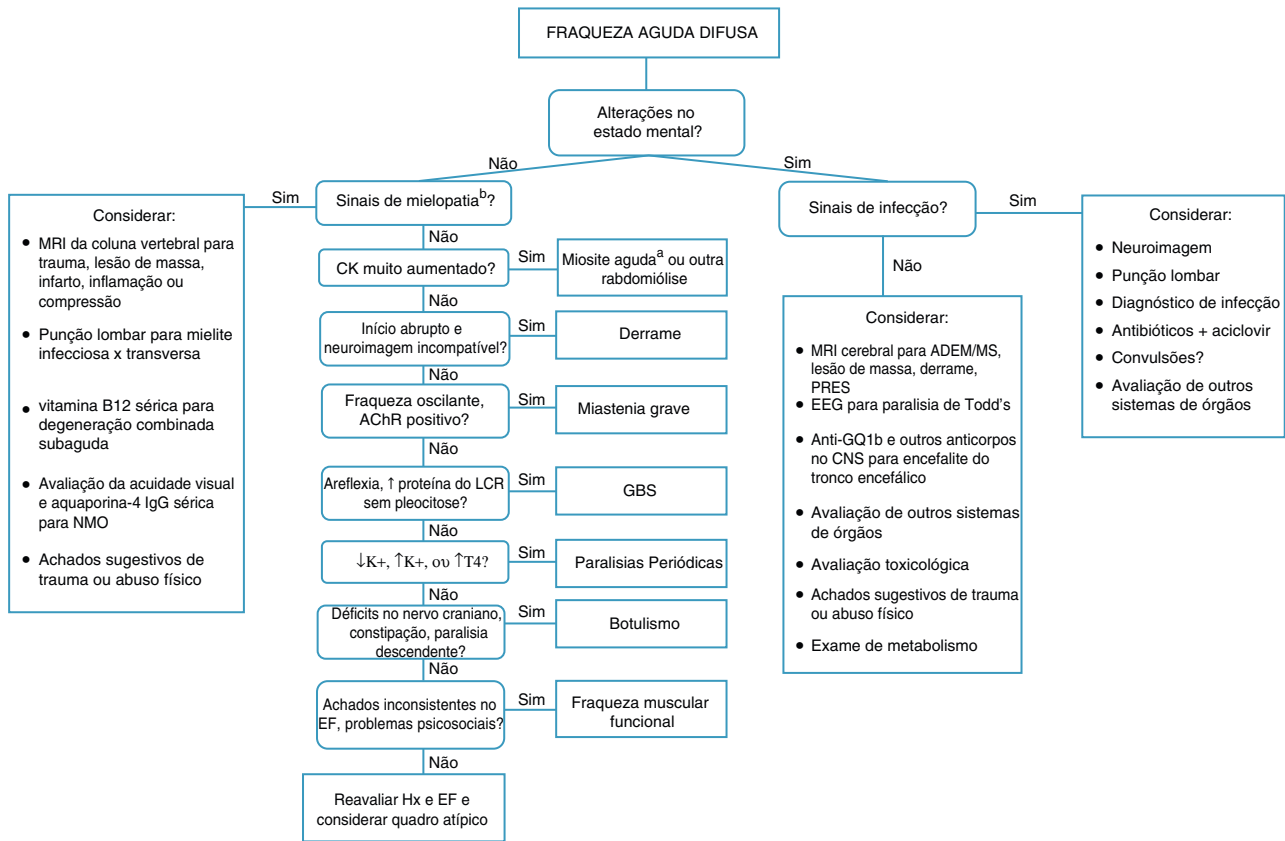 FRAQUEZA AGUDA DIFUSA
Alterações no
estado mental?
Não
Sim
Sim
Sinais de mielopatiab?
Sinais de infecção?
Sim
Considerar:
• MRI da coluna vertebral para
trauma, lesão de massa,
infarto, inflamação ou
compressão
• Punção lombar para mielite
infecciosa x transversa
• vitamina B12 sérica para
degeneração combinada
subaguda
• Avaliação da acuidade visual
e aquaporina-4 IgG sérica
para NMO
• Achados sugestivos de
trauma ou abuso físico
Não
CK muito aumentado?
Sim
Miosite agudaa ou outra
rabdomiólise
Não
Início abrupto e
neuroimagem incompatível?
Sim
Derrame
Não
Fraqueza oscilante,
AChR positivo?
Sim
Miastenia grave
Não
Areflexia, ↑ proteína do LCR
sem pleocitose?
Sim
GBS
Não
↓K+, ↑K+, ου ↑T4?
Sim
Paralisias Periódicas
Não
Déficits no nervo craniano,
constipação, paralisia
descendente?
Sim
Botulismo
Não
Achados inconsistentes no
EF, problemas psicosociais?
Sim
Fraqueza muscular
funcional
Não
Reavaliar Hx e EF e
considerar quadro atípico
Não
Considerar:
• MRI cerebral para ADEM/MS,
lesão de massa, derrame,
PRES
• EEG para paralisia de Todd’s
• Anti-GQ1b e outros anticorpos
no CNS para encefalite do
tronco encefálico
• Avaliação de outros sistemas
de órgãos
• Avaliação toxicológica
• Achados sugestivos de trauma
ou abuso físico
• Exame de metabolismo
Considerar:
• Neuroimagem
• Punção lombar
• Diagnóstico de infecção
• Antibióticos + aciclovir
• Convulsões?
• Avaliação de outros
sistemas de órgãos